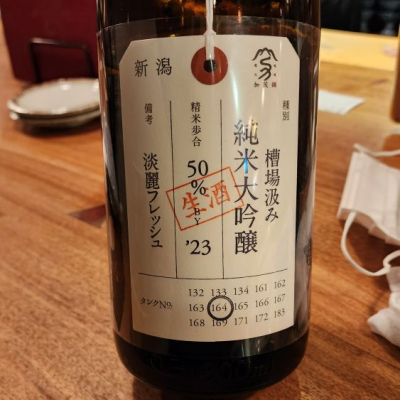 新潟
加茂錦
種別
槽場汲み
純米大吟醸
精米歩合
50%
BY
'23
生酒
備考
淡麗フレッシュ
タンクNo.
132 133 134 161 162
163 164 165 166 167
168 169 171 172 183